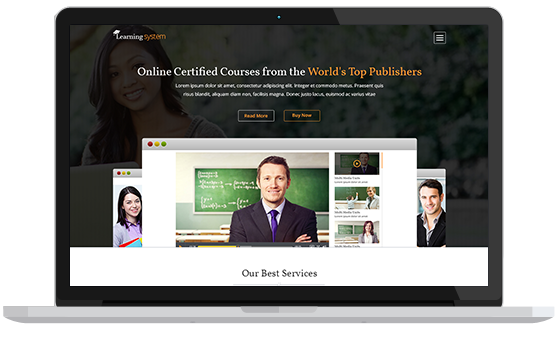 Learning system
Online Certified Courses from the World's Top Publishers
Lorem ipsum dolor sit amet, consectetur adipiscing elit. Integer et commodo metus. Praesent quis
risus blandit, aliquam diam non, facilisis magna. Donec justo lacus, euismod ac varius vitae
Read More
Buy Now
Our Best Services